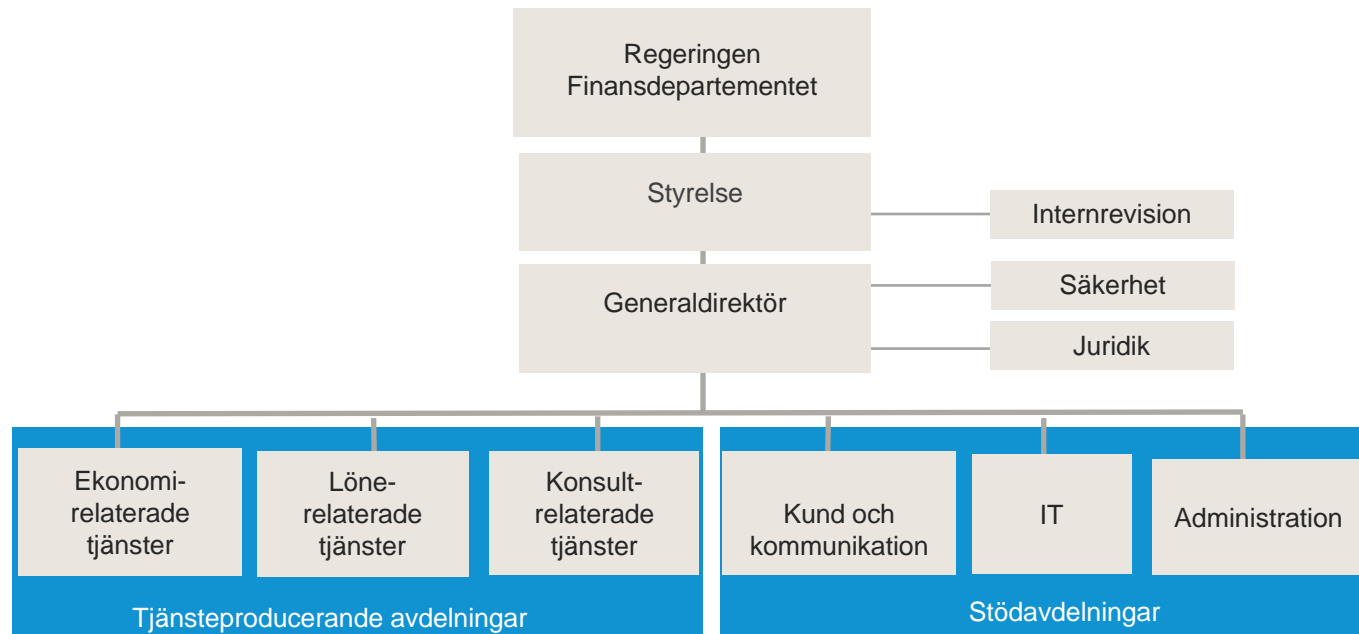 Regeringen
Finansdepartementet
Styrelse
Internrevision
Generaldirektör
Säkerhet
Juridik
Ekonomi-
relaterade
tjänster
Löne-
relaterade
tjänster
Konsult-
relaterade
tjänster
Kund och
kommunikation
IT
Administration
Tjänsteproducerande avdelningar
Stödavdelningar